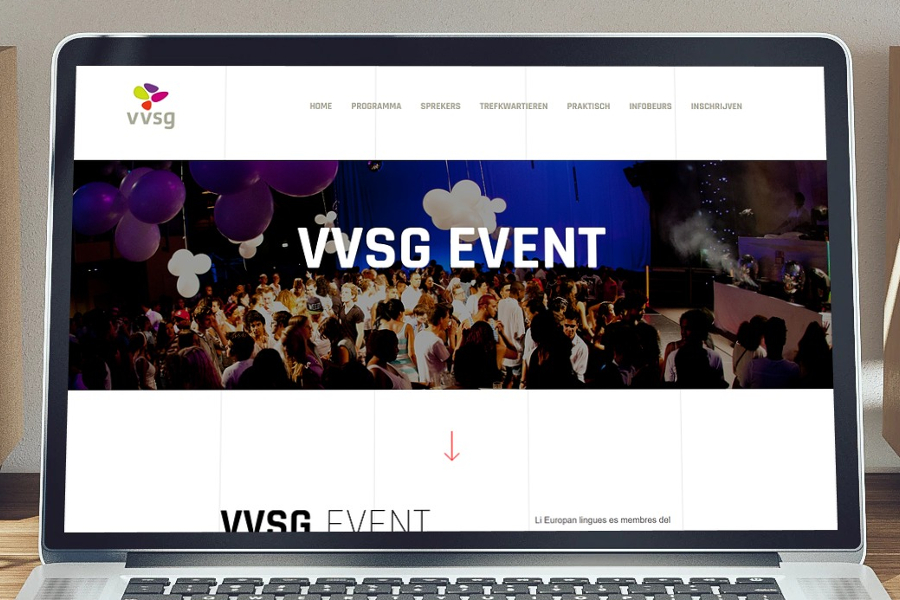 vvsg
HOME PROGRAMMA SPREKERS TREFKWARTIEREN PRAKTISCH INFOBEURS INSCHRIJVEN
VVSG EVENT
VVSG EVENT
Li Europan lingues es membres del